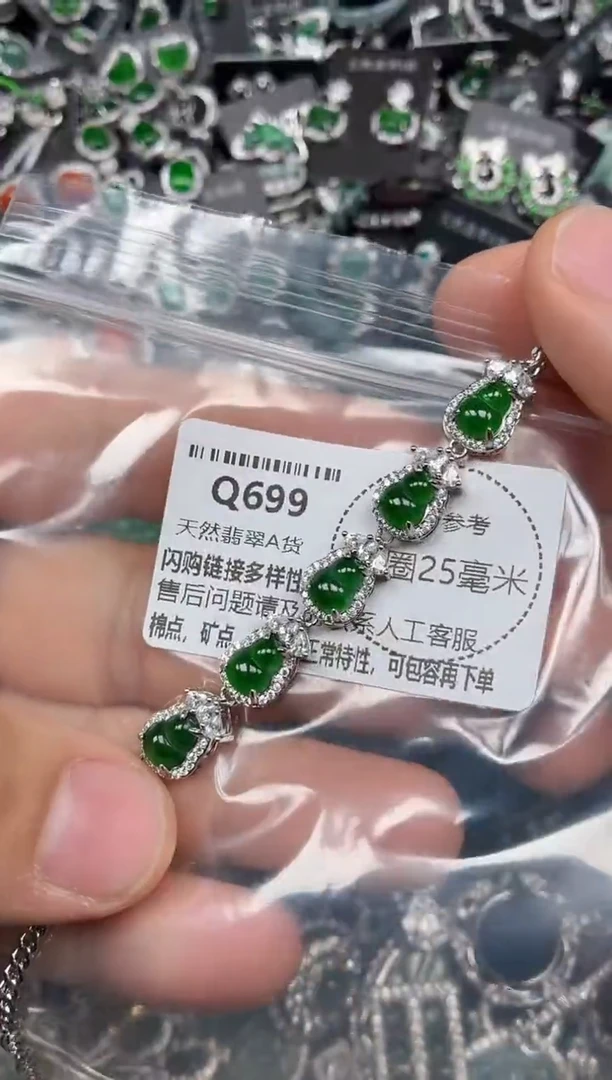 Q699
天然翡翠A货
参考
闪购链接多样性
圈25毫米
售后问题请及
系人工客服
棉点，矿点
正常特性，可包容再下单